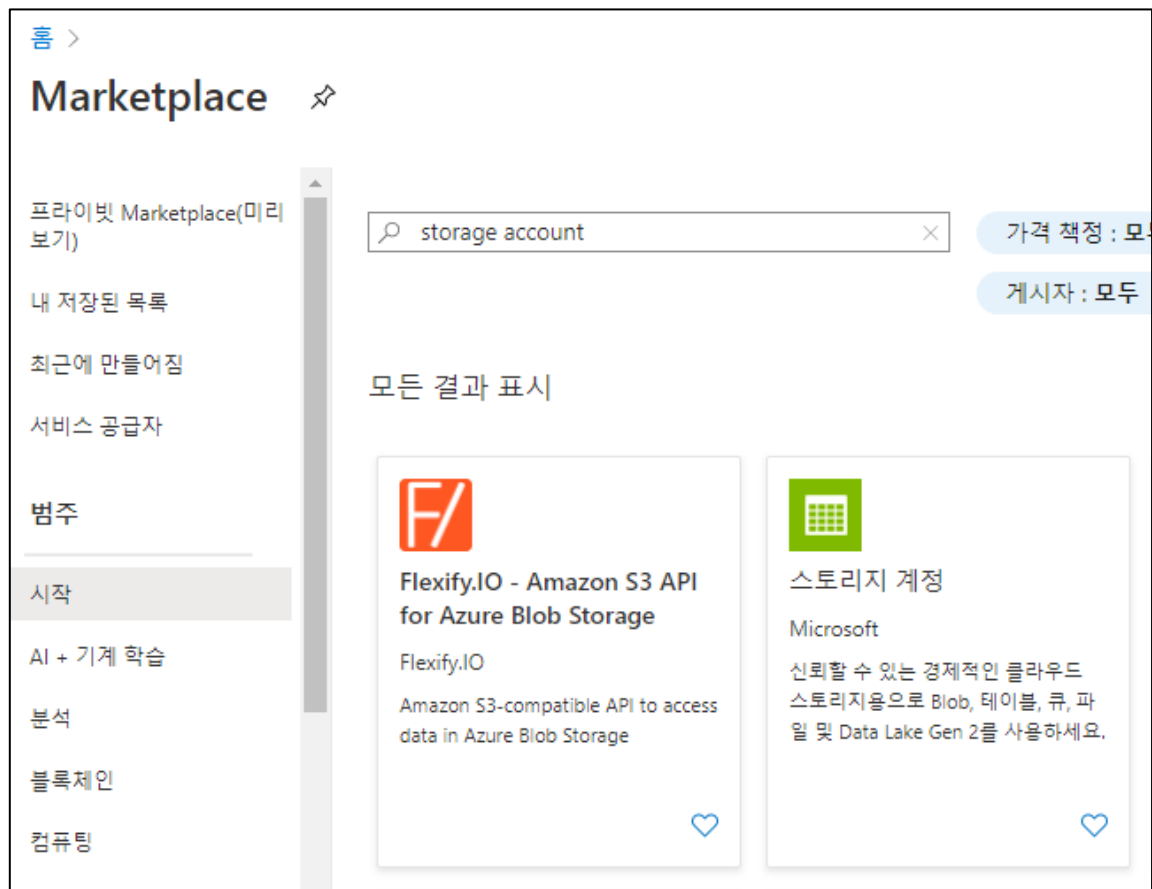 홈 >
Marketplace
프라이빗 Marketplace(미리
보기)
내 저장된 목록
최근에 만들어짐
서비스 공급자
범주
시작
AI + 기계 학습
분석
블록체인
컴퓨팅
storage account
가격 책정 :
게시자 : 모두
모든 결과 표시
F/
Flexify.IO - Amazon S3 API
for Azure Blob Storage
Flexify.IO
Amazon S3-compatible API to access
data in Azure Blob Storage
스토리지 계정
Microsoft
신뢰할 수 있는 경제적인 클라우드
스토리지용으로 Blob, 테이블, 큐, 파
일 및 Data Lake Gen 2를 사용하세요.